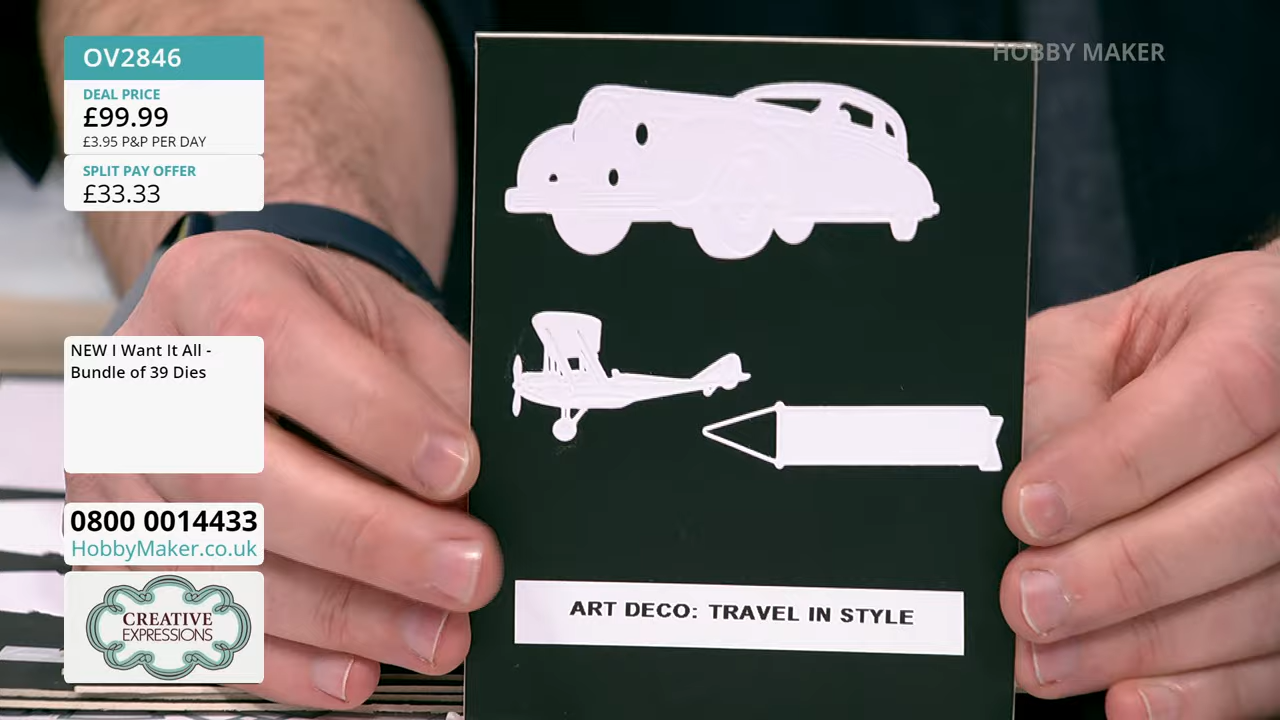 OV2846
DEAL PRICE
£99.99
£3.95 P&P PER DAY
SPLIT PAY OFFER
£33.33
NEW I Want It All -
Bundle of 39 Dies
0800 0014433
HobbyMaker.co.uk
CREATIVE
EXPRESSIONS
HOBBY MAKER
ART DECO: TRAVEL IN STYLE